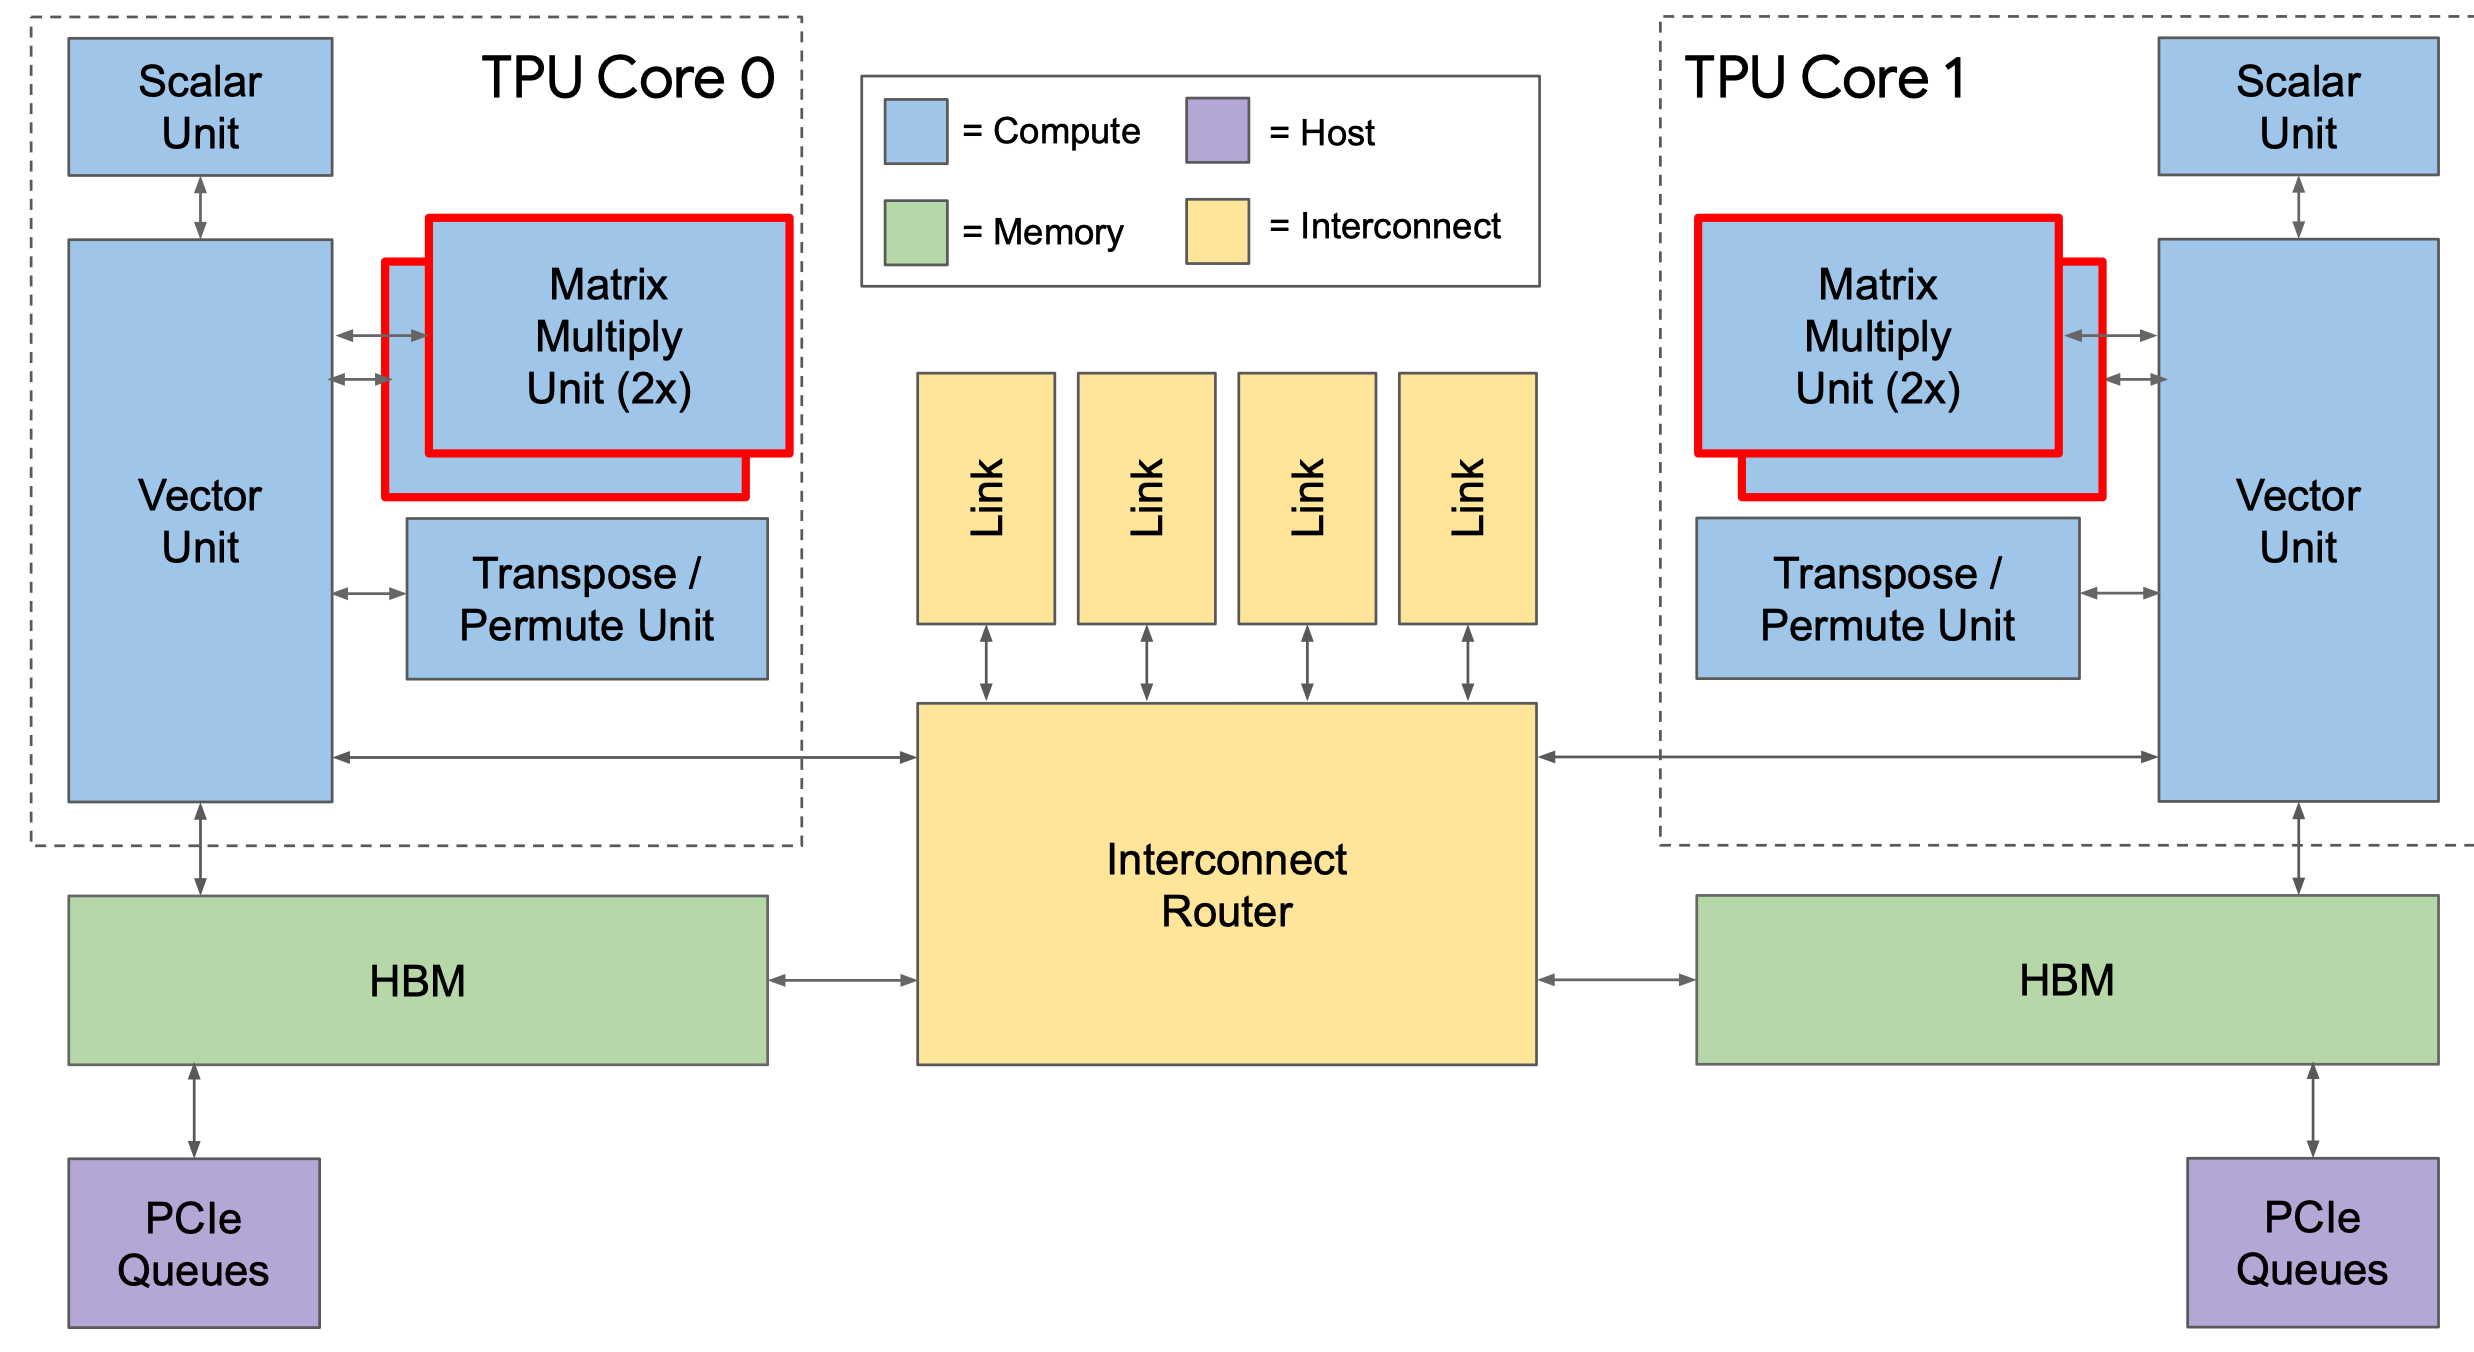 TPU Core 0
Scalar
Unit
Matrix
Multiply
Unit (2x)
Vector
Unit
Transpose /
Permute Unit
HBM
PCIe
Queues
= Compute
= Host
= Memory
= Interconnect
Link
Link
Link
Link
Interconnect
Router
TPU Core 1
Scalar
Unit
Matrix
Multiply
Unit (2x)
Vector
Unit
Transpose /
Permute Unit
HBM
PCIe
Queues